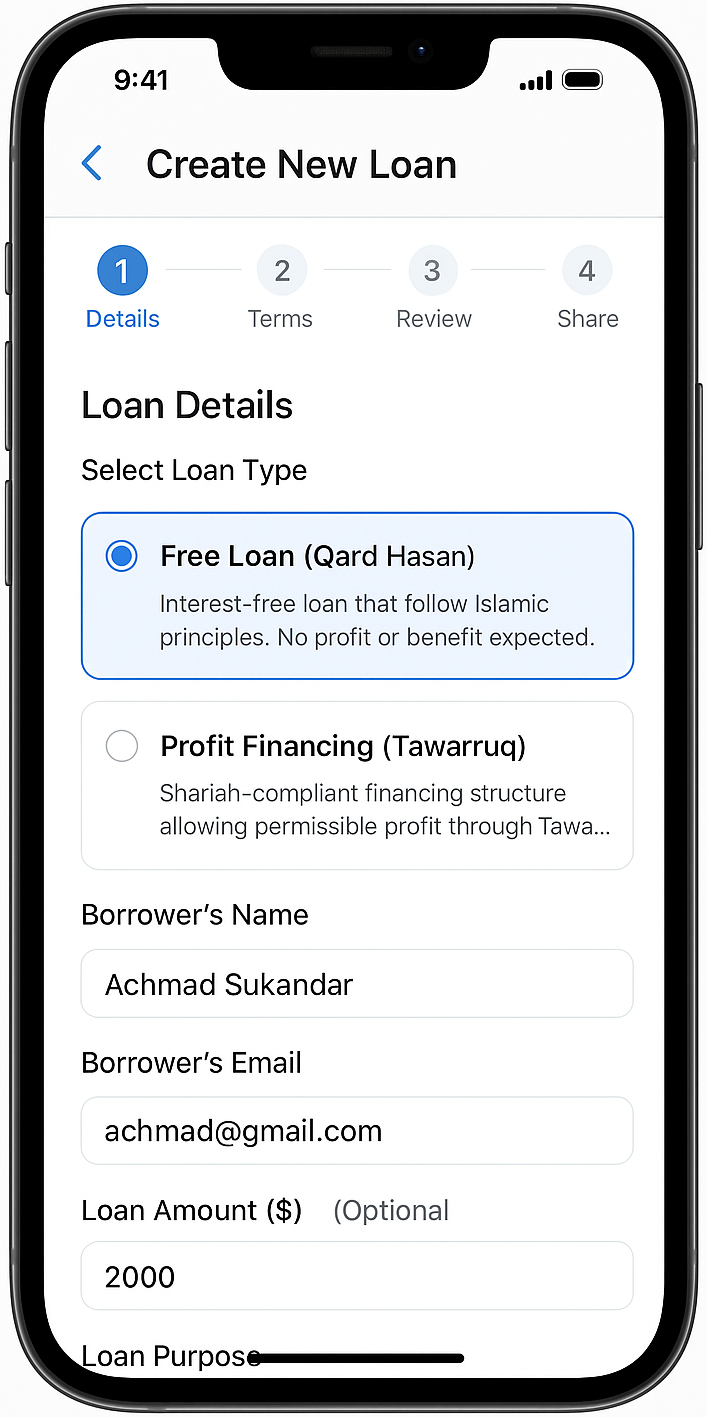 9:41
Create New Loan
1 2 3 4
Details Terms Review Share
Loan Details
Select Loan Type
Free Loan (Qard Hasan)
Interest-free loan that follow Islamic
principles. No profit or benefit expected.
Profit Financing (Tawarruq)
Shariah-compliant financing structure
allowing permissible profit through Tawa...
Borrower’s Name
Achmad Sukandar
Borrower’s Email
achmad@gmail.com
Loan Amount ($) (Optional
2000
Loan Purpose